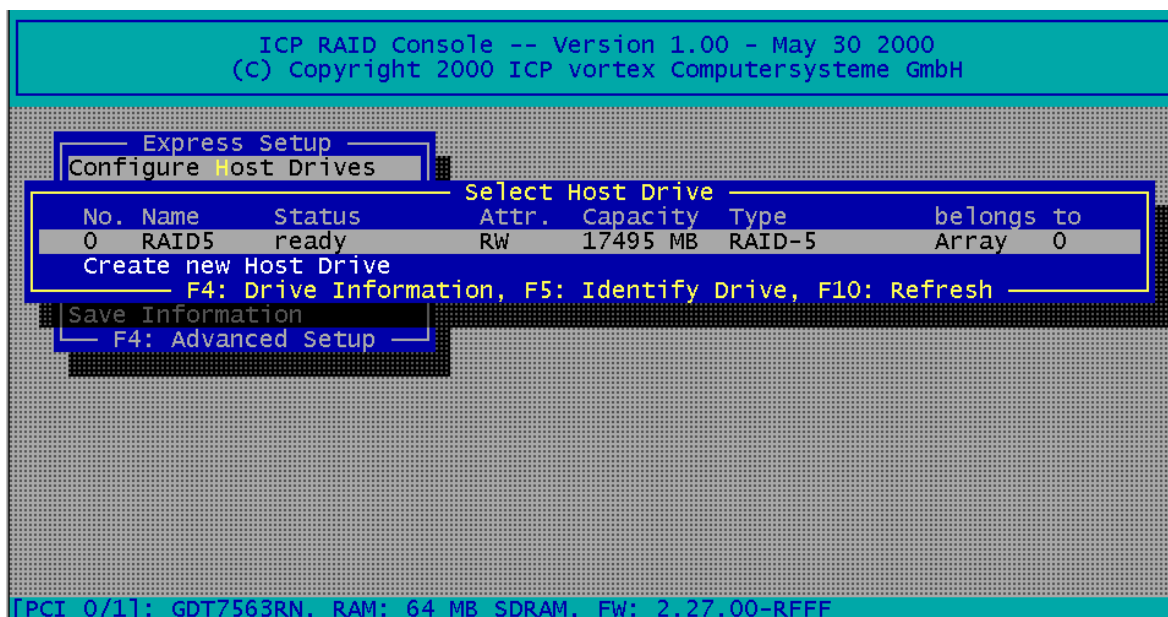 ICP RAID Console -- Version 1.00 - May 30 2000
(C) Copyright 2000 ICP vortex Computersysteme GmbH
Express Setup
Configure Host Drives
Select Host Drive
No. Name Status Attr. Capacity Type belongs to
0 RAID5 ready RW 17495 MB RAID-5 Array 0
Create new Host Drive
F4: Drive Information, F5: Identify Drive, F10: Refresh
Save Information
F4: Advanced Setup
[PCI 0/1]: GDT7563RN, RAM: 64 MB SDRAM, FW: 2.27.00-RFFF